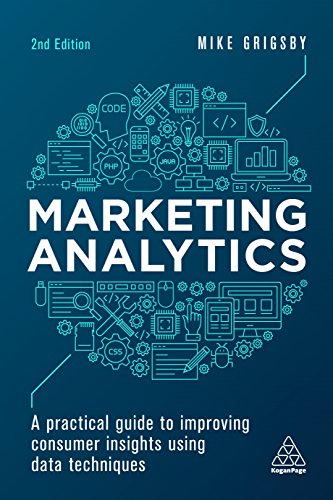 2nd Edition
MIKE GRIGSBY
CODE
PHP
JAVA
MARKETING
ANALYTICS
CSS
A practical guide to improving
consumer insights using
data techniques
KoganPage